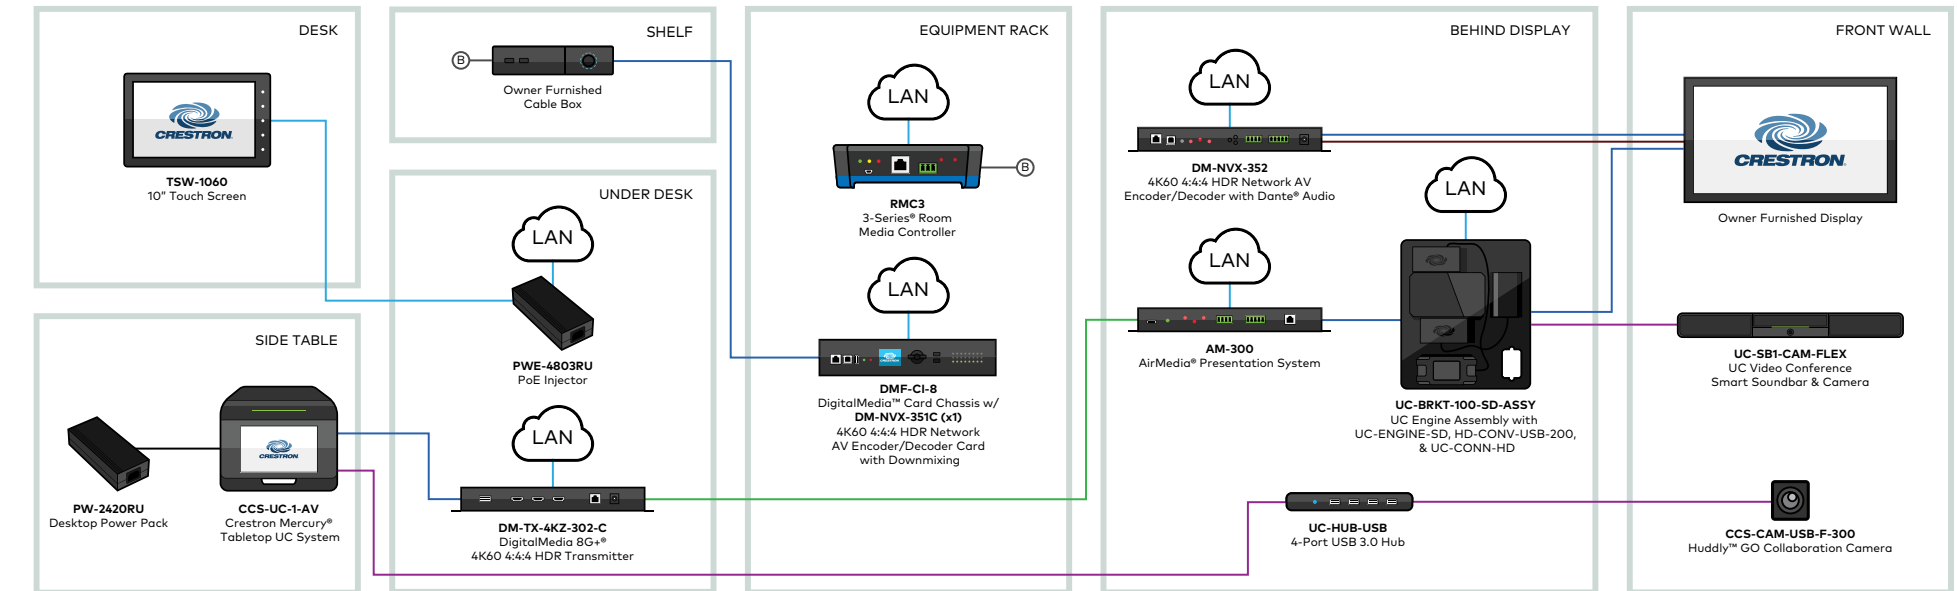 DESK
CRESTRON
TSW-1060
10” Touch Screen
SIDE TABLE
CRESTRON
PW-2420RU
Desktop Power Pack
CCS-UC-1-AV
Crestron Mercury®
Tabletop UC System
SHELF
B
Owner Furnished
Cable Box
UNDER DESK
LAN
PWE-4803RU
PoE Injector
LAN
DM-TX-4KZ-302-C
DigitalMedia 8G+®
4K60 4:4:4 HDR Transmitter
EQUIPMENT RACK
LAN
B
RMC3
3-Series® Room
Media Controller
LAN
DMF-CI-8
DigitalMedia™ Card Chassis w/
DM-NVX-351C (x1)
4K60 4:4:4 HDR Network
AV Encoder/Decoder Card
with Downmixing
BEHIND DISPLAY
LAN
DM-NVX-352
4K60 4:4:4 HDR Network AV
Encoder/Decoder with Dante® Audio
LAN
AM-300
AirMedia® Presentation System
LAN
UC-BRKT-100-SD-ASSY
UC Engine Assembly with
UC-ENGINE-SD, HD-CONV-USB-200,
& UC-CONN-HD
UC-HUB-USB
4-Port USB 3.0 Hub
FRONT WALL
CRESTRON
Owner Furnished Display
UC-SB1-CAM-FLEX
UC Video Conference
Smart Soundbar & Camera
CCS-CAM-USB-F-300
Huddly™ GO Collaboration Camera